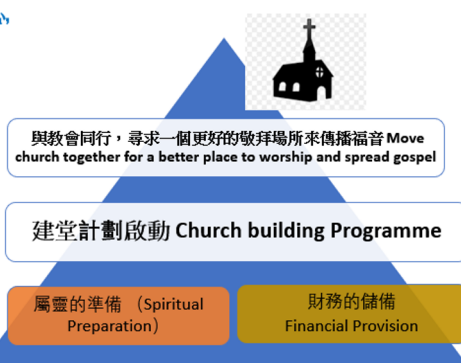 與教會同行，尋求一個更好的敬拜場所來傳播福音 Move
church together for a better place to worship and spread gospel
建堂計劃啟動 Church building Programme
屬靈的準備 （Spiritual
Preparation）
財務的儲備
Financial Provision